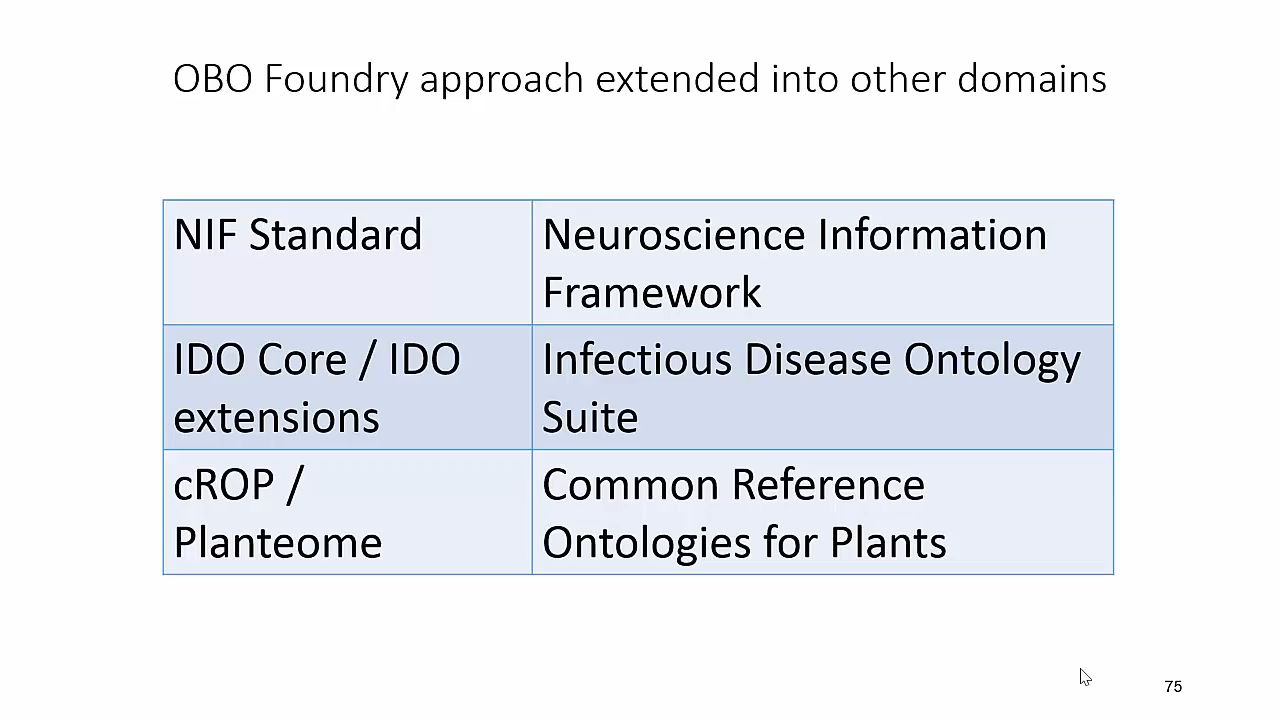 OBO Foundry approach extended into other domains
NIF Standard
Neuroscience Information
Framework
IDO Core / IDO
extensions
Infectious Disease Ontology
Suite
cROP /
Planteome
Common Reference
Ontologies for Plants
75